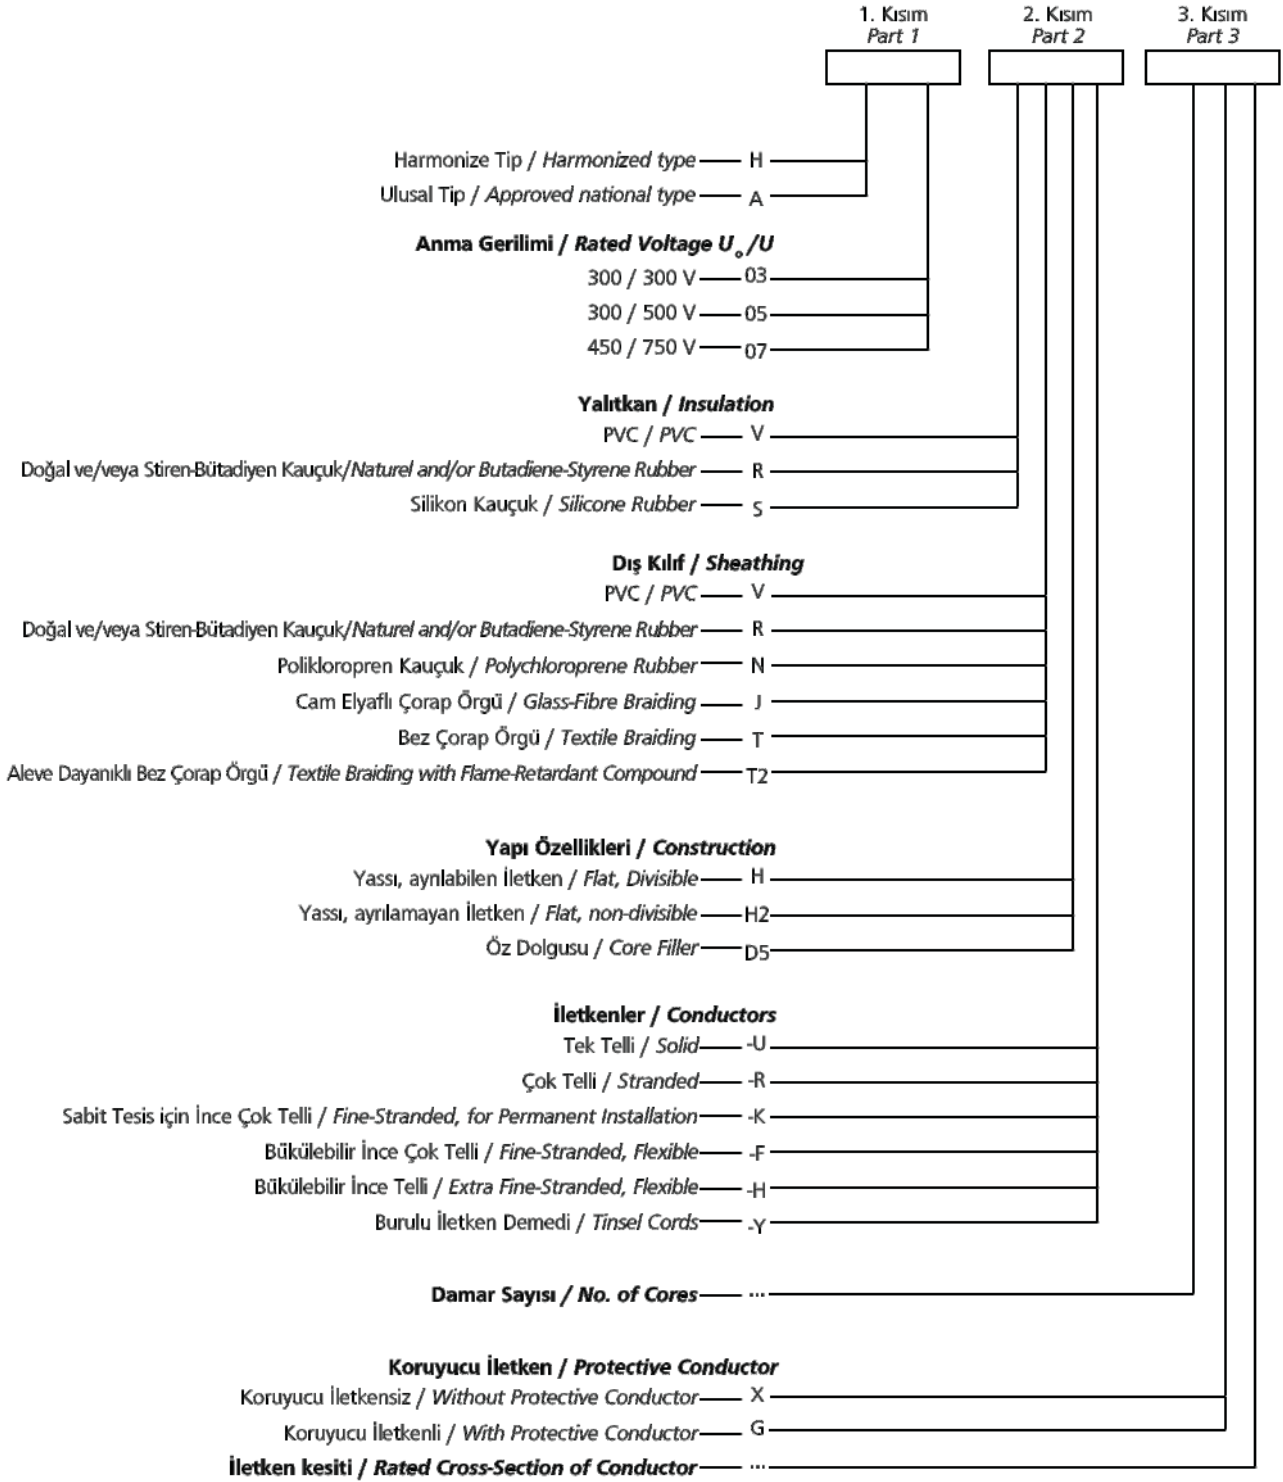 1. Kısım 2. Kısım 3. Kısım
Part 1 Part 2 Part 3
Harmonize Tip / Harmonized type H
Ulusal Tip / Approved national type A
Anma Gerilimi / Rated Voltage Uo/U
300 / 300 V 03
300 / 500 V 05
450 / 750 V 07
Yalıtkan / Insulation
PVC / PVC V
Doğal ve/veya Stiren-Bütadiyen Kauçuk/Naturel and/or Butadiene-Styrene Rubber R
Silikon Kauçuk / Silicone Rubber S
Dış Kılıf / Sheathing
PVC / PVC V
Doğal ve/veya Stiren-Bütadiyen Kauçuk/Naturel and/or Butadiene-Styrene Rubber R
Polikloropren Kauçuk / Polychloroprene Rubber N
Cam Elyaflı Çorap Örgü / Glass-Fibre Braiding J
Bez Çorap Örgü / Textile Braiding T
Aleve Dayanıklı Bez Çorap Örgü / Textile Braiding with Flame-Retardant Compound T2
Yapı Özellikleri / Construction
Yassı, ayrılabilen İletken / Flat, Divisible H
Yassı, ayrılamayan İletken / Flat, non-divisible H2
Öz Dolgusu / Core Filler D5
İletkenler / Conductors
Tek Telli / Solid -U
Çok Telli / Stranded -R
Sabit Tesis için İnce Çok Telli / Fine-Stranded, for Permanent Installation -K
Bükülebilir İnce Çok Telli / Fine-Stranded, Flexible -F
Bükülebilir İnce Telli / Extra Fine-Stranded, Flexible -H
Burulu İletken Demedi / Tinsel Cords -Y
Damar Sayısı / No. of Cores ...
Koruyucu İletken / Protective Conductor
Koruyucu İletkensiz / Without Protective Conductor X
Koruyucu İletkenli / With Protective Conductor G
İletken kesiti / Rated Cross-Section of Conductor ...